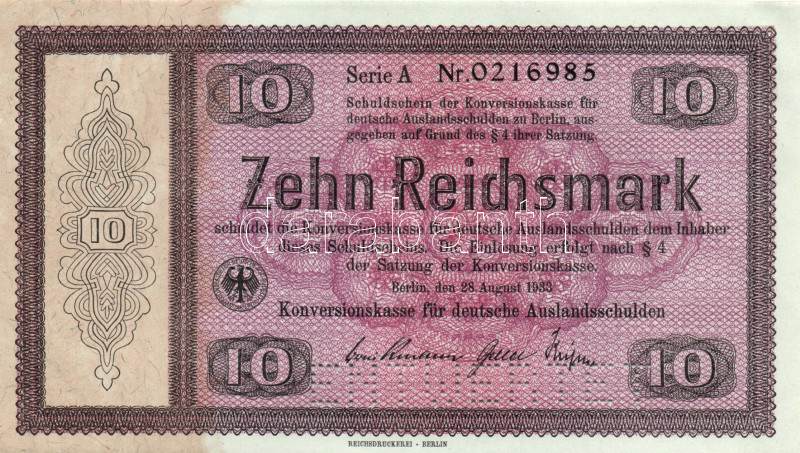 10 Serie A Nr. 0216985 10
Schuldschein der Konversionskasse für
deutsche Auslandsschulden zu Berlin, aus-
gegeben auf Grund des § 4 ihrer Satzung
Zehn Reichsmark
schuldet die Konversionskasse für deutsche Auslandsschulden dem Inhaber
dieses Schuldscheins. Die Einlösung erfolgt nach § 4
der Satzung der Konversionskasse.
10
Berlin, den 28. August 1933
Konversionskasse für deutsche Auslandsschulden
10 10
REICHSDRUCKEREI - BERLIN